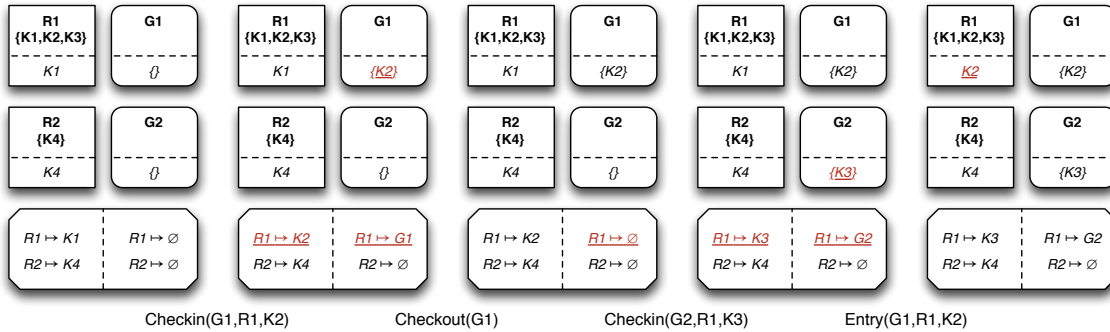 R1 G1 R1 G1 R1 G1 R1 G1 R1 G1
{K1,K2,K3} {K1,K2,K3} {K1,K2,K3} {K1,K2,K3} {K1,K2,K3}
K1 {} K1 {K2} K1 {K2} K1 {K2} K2 {K2}
R2 G2 R2 G2 R2 G2 R2 G2 R2 G2
{K4} {K4} {K4} {K4} {K4}
K4 {} K4 {} K4 {} K4 {K3} K4 {K3}
R1 ↦ K1 R1 ↦ ∅ R1 ↦ K2 R1 ↦ G1 R1 ↦ K2 R1 ↦ ∅ R1 ↦ K3 R1 ↦ G2 R1 ↦ K3 R1 ↦ G2
R2 ↦ K4 R2 ↦ ∅ R2 ↦ K4 R2 ↦ ∅ R2 ↦ K4 R2 ↦ ∅ R2 ↦ K4 R2 ↦ ∅ R2 ↦ K4 R2 ↦ ∅
Checkin(G1,R1,K2) Checkout(G1) Checkin(G2,R1,K3) Entry(G1,R1,K2)